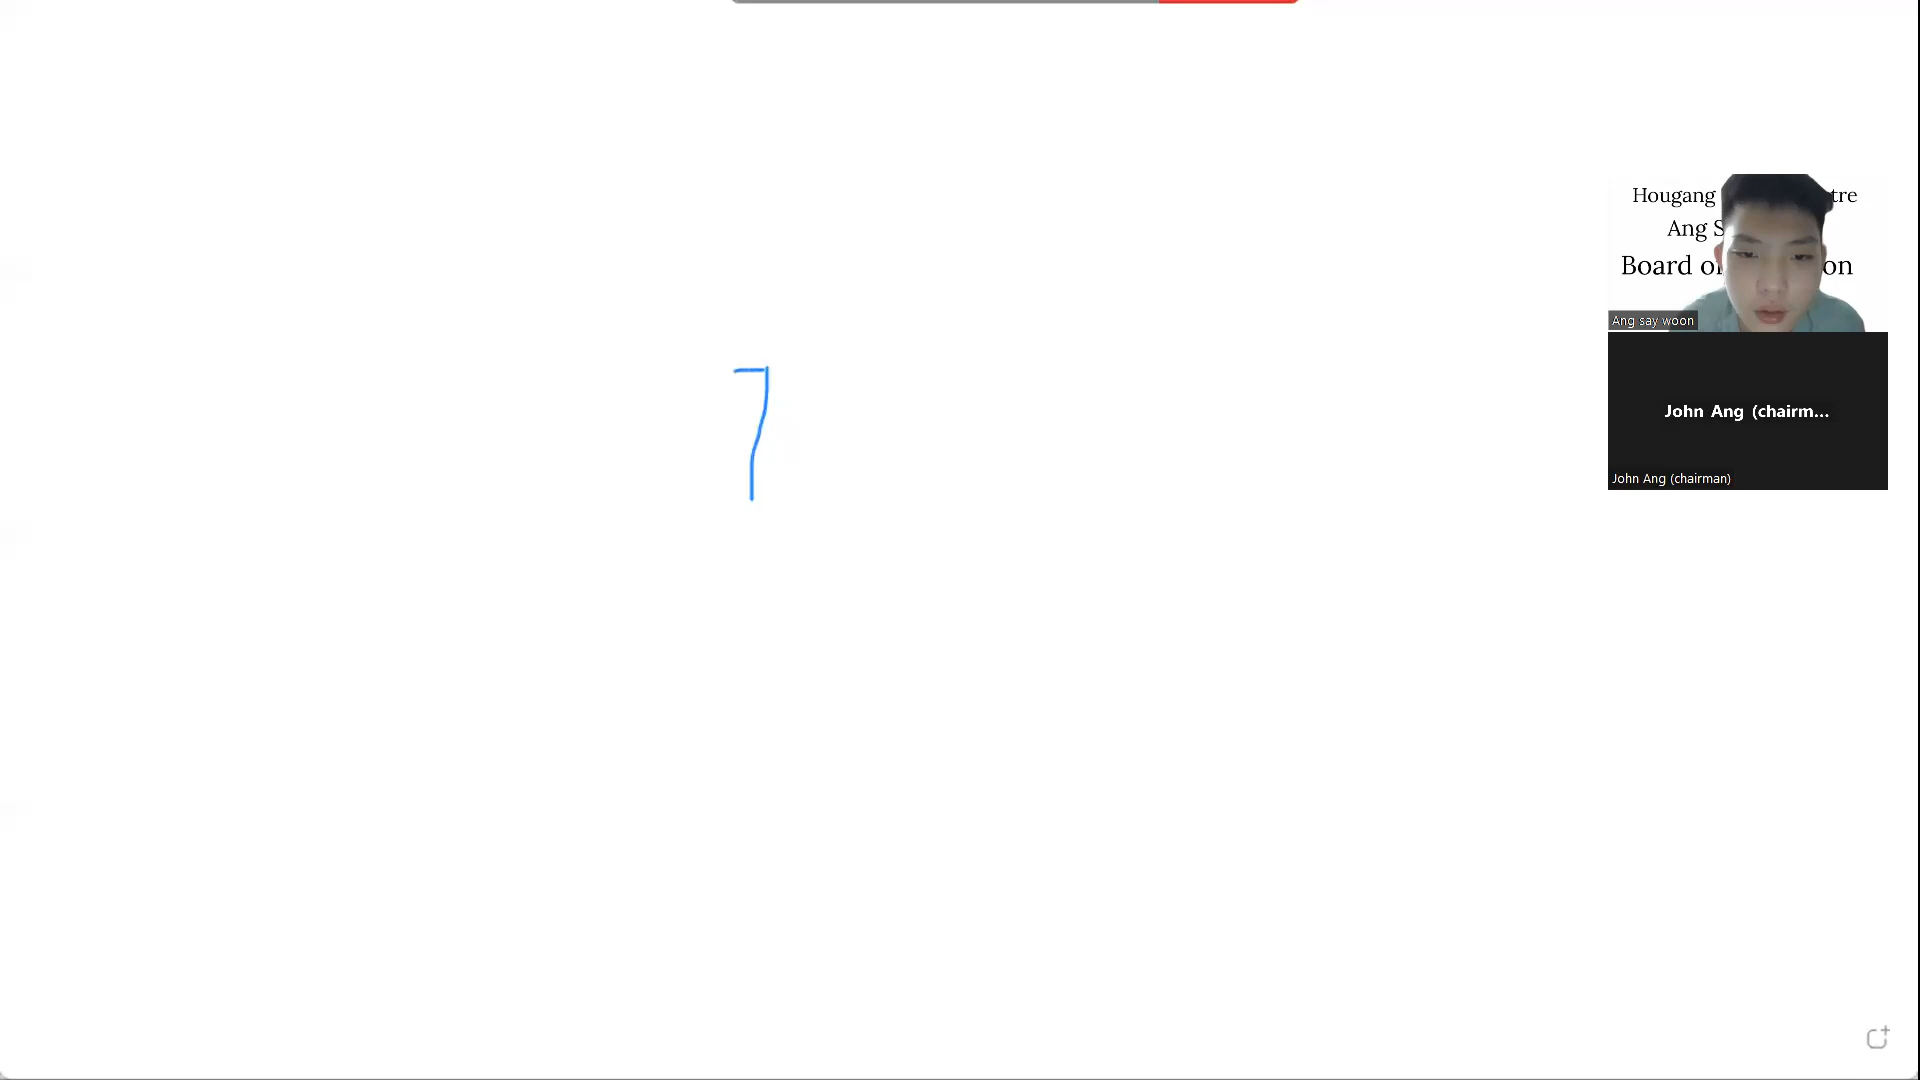 7
Hougang tre
Ang S
Board o on
Ang say woon
John Ang (chairm...
John Ang (chairman)